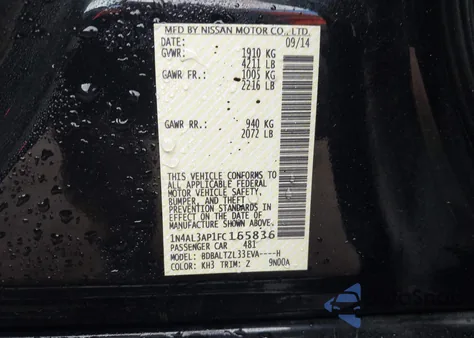 MFD BY NISSAN MOTOR CO., LTD.
DATE: 09/14
GVWR: 1910 KG
4211 LB
GAWR FR.: 1005 KG
2216 LB
GAWR RR.: 940 KG
2072 LB
THIS VEHICLE CONFORMS TO
ALL APPLICABLE FEDERAL
MOTOR VEHICLE SAFETY,
BUMPER, AND THEFT
PREVENTION STANDARDS IN
EFFECT ON THE DATE OF
MANUFACTURE SHOWN ABOVE.
1N4AL3AP1FC165836
PASSENGER CAR 481
MODEL: BDBALTZL33EVA----H
COLOR: KH3 TRIM: Z 9N00A